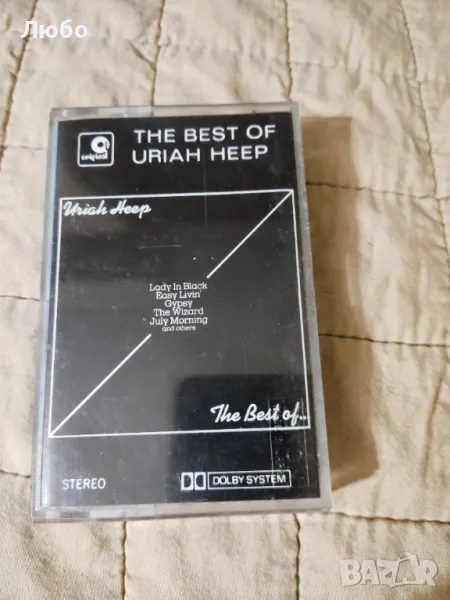 Любо
original
THE BEST OF
URIAH HEEP
Uriah Heep
Lady In Black
Easy Livin'
Gypsy
The Wizard
July Morning
and others
The Best of...
STEREO
DOLBY SYSTEM
BAZAR